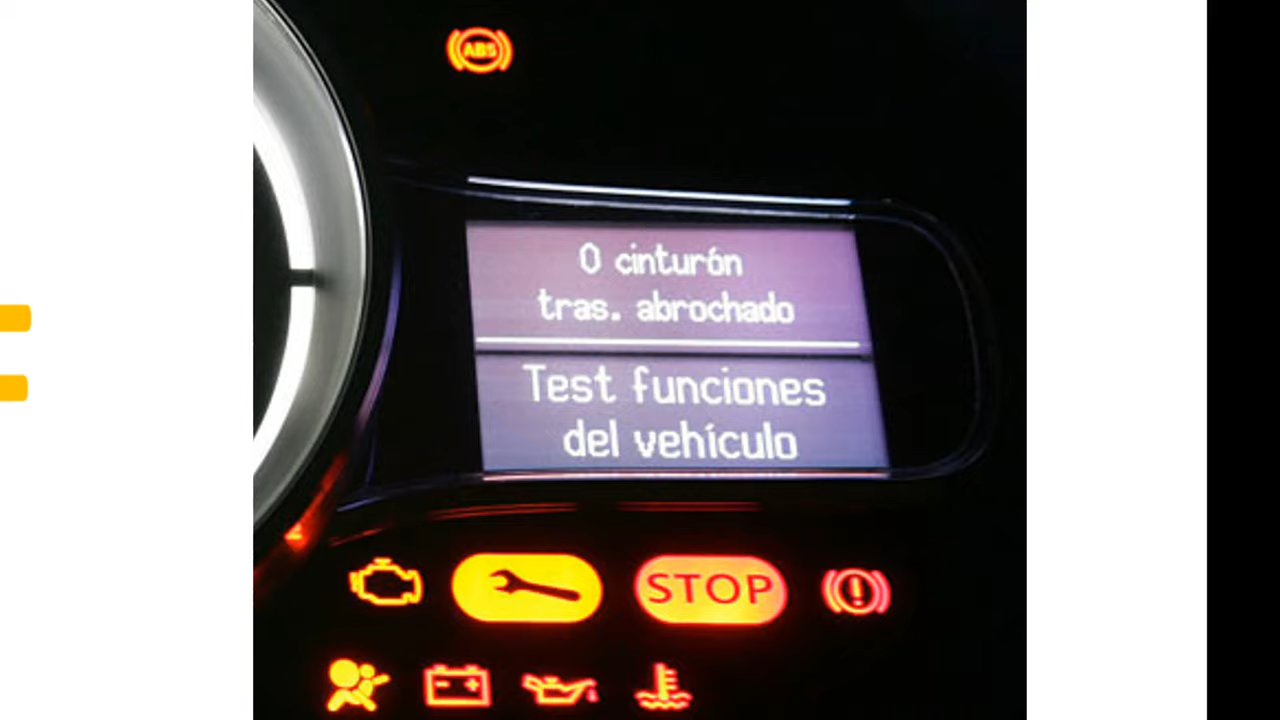 ABS
0 cinturón
tras. abrochado
Test funciones
del vehículo
STOP